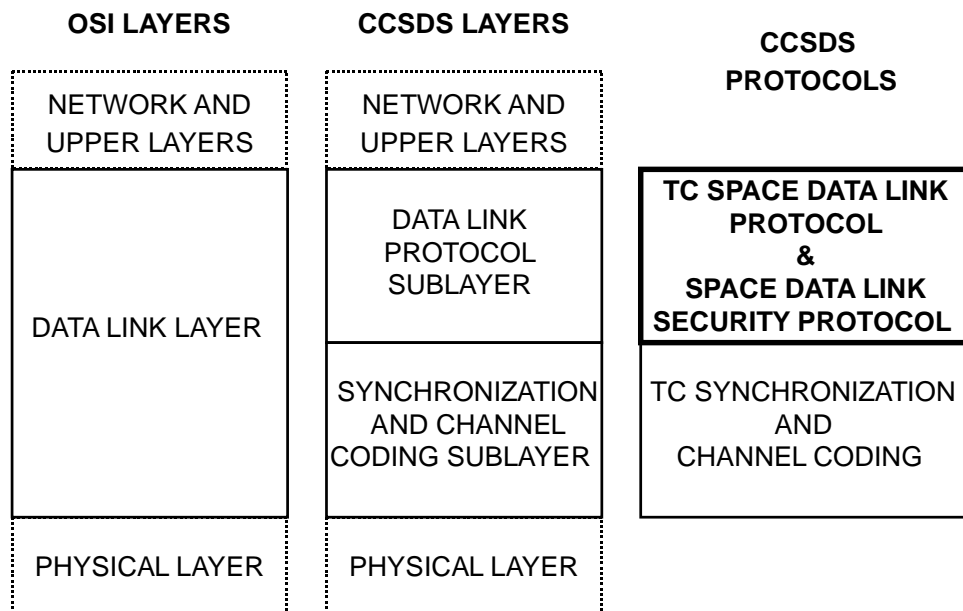 OSI LAYERS
NETWORK AND
UPPER LAYERS
DATA LINK LAYER
PHYSICAL LAYER
CCSDS LAYERS
NETWORK AND
UPPER LAYERS
DATA LINK
PROTOCOL
SUBLAYER
SYNCHRONIZATION
AND CHANNEL
CODING SUBLAYER
PHYSICAL LAYER
CCSDS
PROTOCOLS
TC SPACE DATA LINK
PROTOCOL
&
SPACE DATA LINK
SECURITY PROTOCOL
TC SYNCHRONIZATION
AND
CHANNEL CODING